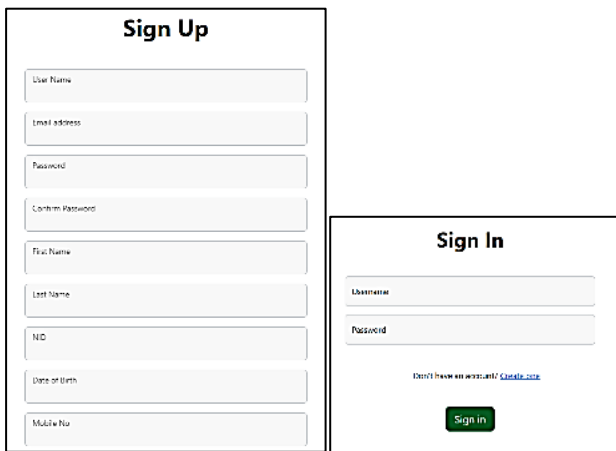 Sign Up
User Name
Email address
Password
Confirm Password
First Name
Last Name
NID
Date of Birth
Mobile No
Sign In
Username
Password
Don't have an account? Create one
Sign in